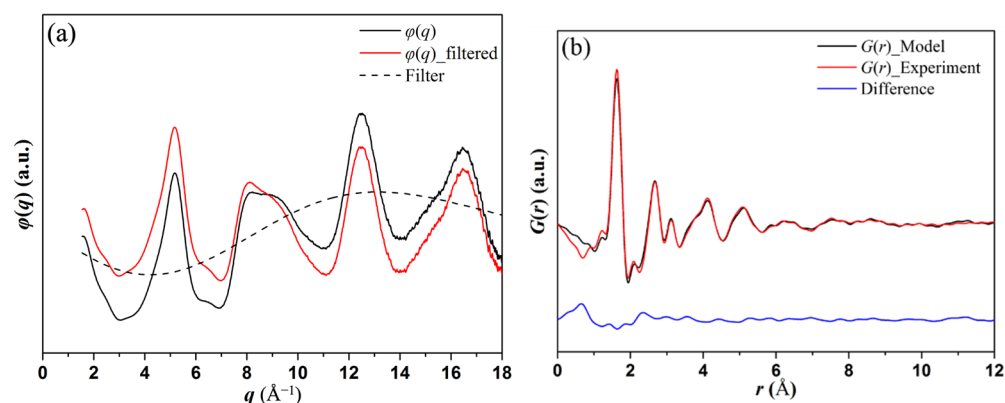 (a)
φ(q)
φ(q)_filtered
Filter
φ(q) (a.u.)
0 2 4 6 8 10 12 14 16 18
q (Å⁻¹)
(b)
G(r)_Model
G(r)_Experiment
Difference
G(r) (a.u.)
0 2 4 6 8 10 12
r (Å)